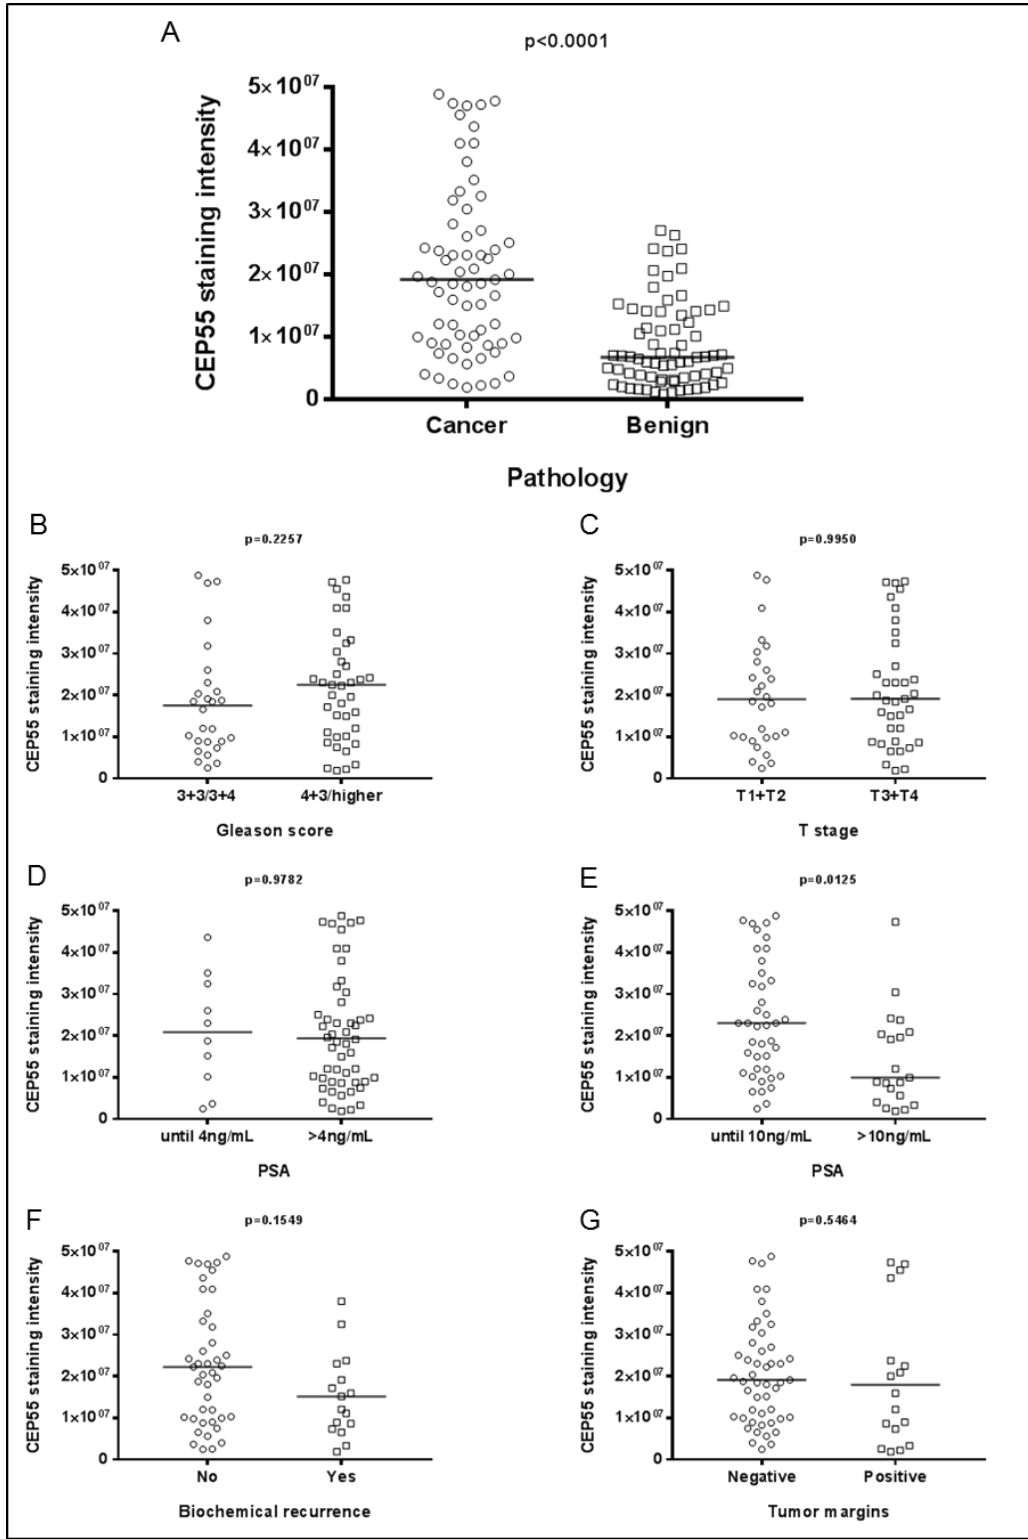 A
p<0.0001
CEP55 staining intensity
5×10^07
4×10^07
3×10^07
2×10^07
1×10^07
0
Cancer Benign
Pathology
B
p=0.2257
CEP55 staining intensity
5×10^07
4×10^07
3×10^07
2×10^07
1×10^07
0
3+3/3+4 4+3/higher
Gleason score
C
p=0.9950
CEP55 staining intensity
5×10^07
4×10^07
3×10^07
2×10^07
1×10^07
0
T1+T2 T3+T4
T stage
D
p=0.9782
CEP55 staining intensity
5×10^07
4×10^07
3×10^07
2×10^07
1×10^07
0
until 4ng/mL >4ng/mL
PSA
E
p=0.0125
CEP55 staining intensity
5×10^07
4×10^07
3×10^07
2×10^07
1×10^07
0
until 10ng/mL >10ng/mL
PSA
F
p=0.1549
CEP55 staining intensity
5×10^07
4×10^07
3×10^07
2×10^07
1×10^07
0
No Yes
Biochemical recurrence
G
p=0.5464
CEP55 staining intensity
5×10^07
4×10^07
3×10^07
2×10^07
1×10^07
0
Negative Positive
Tumor margins